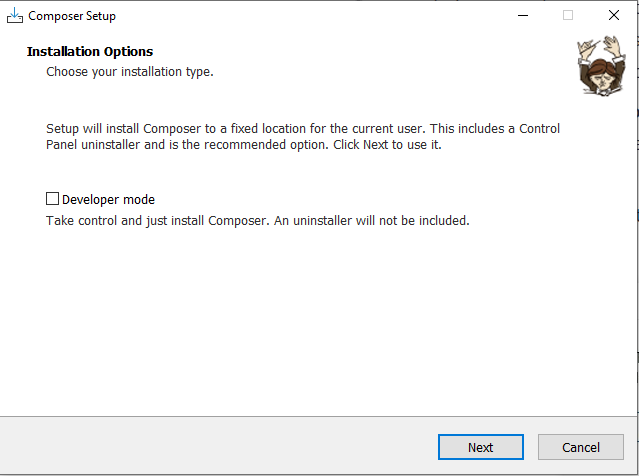 Composer Setup
Installation Options
Choose your installation type.
Setup will install Composer to a fixed location for the current user. This includes a Control
Panel uninstaller and is the recommended option. Click Next to use it.
Developer mode
Take control and just install Composer. An uninstaller will not be included.
Next
Cancel